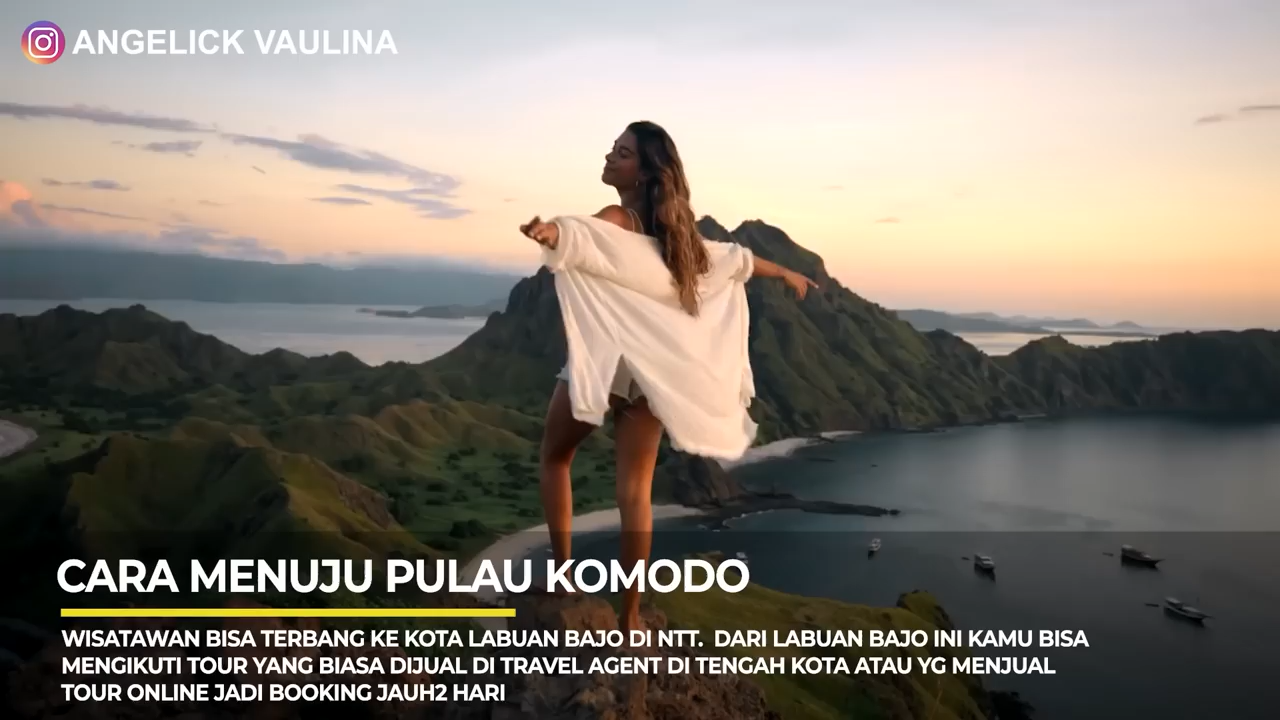 ANGELICK VAULINA
CARA MENUJU PULAU KOMODO
WISATAWAN BISA TERBANG KE KOTA LABUAN BAJO DI NTT. DARI LABUAN BAJO INI KAMU BISA
MENGIKUTI TOUR YANG BIASA DIJUAL DI TRAVEL AGENT DI TENGAH KOTA ATAU YG MENJUAL
TOUR ONLINE JADI BOOKING JAUH2 HARI